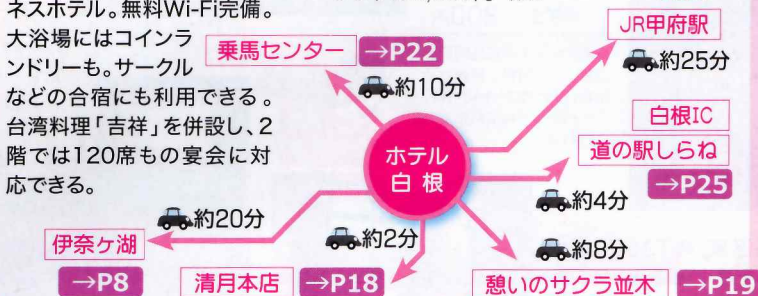 ネスホテル。無料Wi-Fi完備。
大浴場にはコインラ
ンドリーも。サークル
などの合宿にも利用できる。
台湾料理「吉祥」を併設し、2
階では120席もの宴会に対
応できる。
乗馬センター →P22
約10分
JR甲府駅
約25分
ホテル
白根
白根IC
道の駅しらね
→P25
約4分
約20分
伊奈ヶ湖
→P8
約2分
清月本店 →P18
約8分
憩いのサクラ並木 →P19